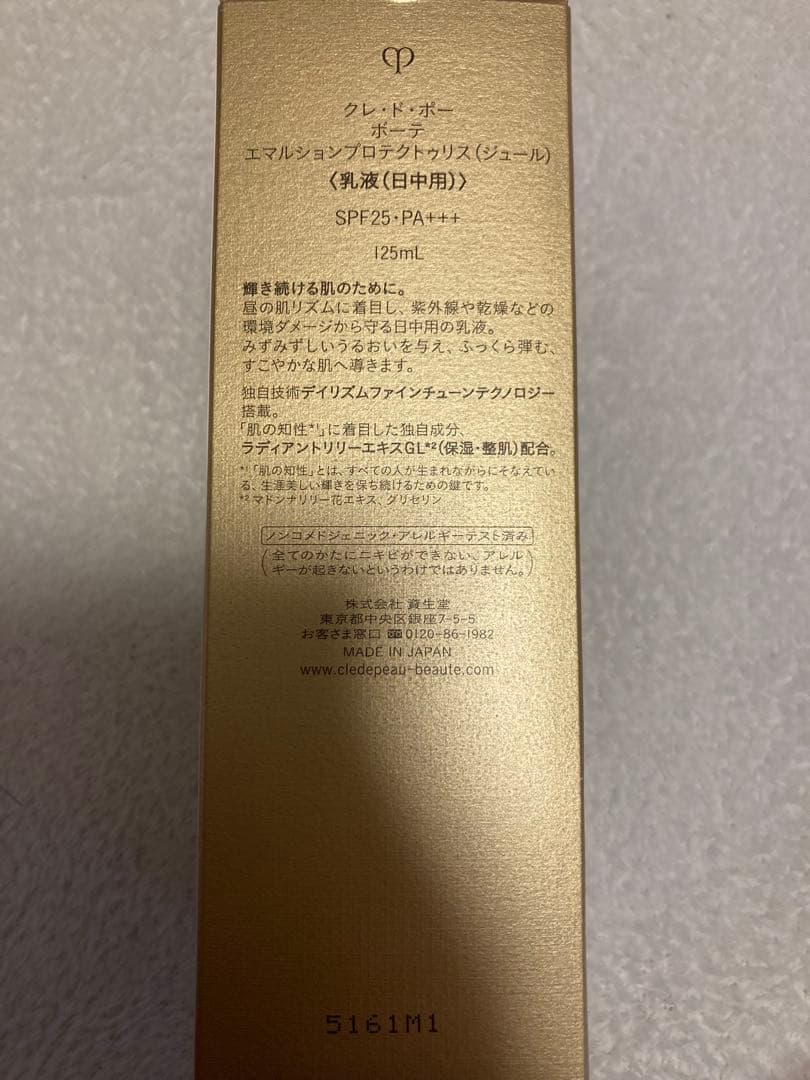 クレ・ド・ポー
ボーテ
エマルションプロテクトゥリス(ジュール)
〈乳液(日中用)〉
SPF25・PA+++
125mL
輝き続ける肌のために。
昼の肌リズムに着目し、紫外線や乾燥などの
環境ダメージから守る日中用の乳液。
みずみずしいうるおいを与え、ふっくら弾む、
すこやかな肌へ導きます。
独自技術デイリズムファインチューンテクノロジー
搭載。
「肌の知性*1」に着目した独自成分、
ラディアントリリーエキスGL*2(保湿・整肌)配合。
*1「肌の知性」とは、すべての人が生まれながらにそなえてい
る、生涯美しい輝きを保ち続けるための鍵です。
*2 マドンナリリー花エキス、グリセリン
ノンコメドジェニック・アレルギーテスト済み
(全てのかたにニキビができない、アレル
ギーが起きないというわけではありません。)
株式会社 資生堂
東京都中央区銀座7-5-5
お客さま窓口 0120-86-1982
MADE IN JAPAN
www.cledepeau-beaute.com
5161M1